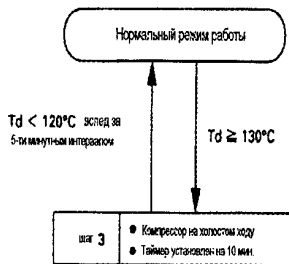 Нормальный режим работы
Td < 120°C вслед за
5-ти минутным интервалом
Td ≧ 130°C
шаг 3
● Компрессор на холостом ходу
● Таймер установлен на 10 мин.